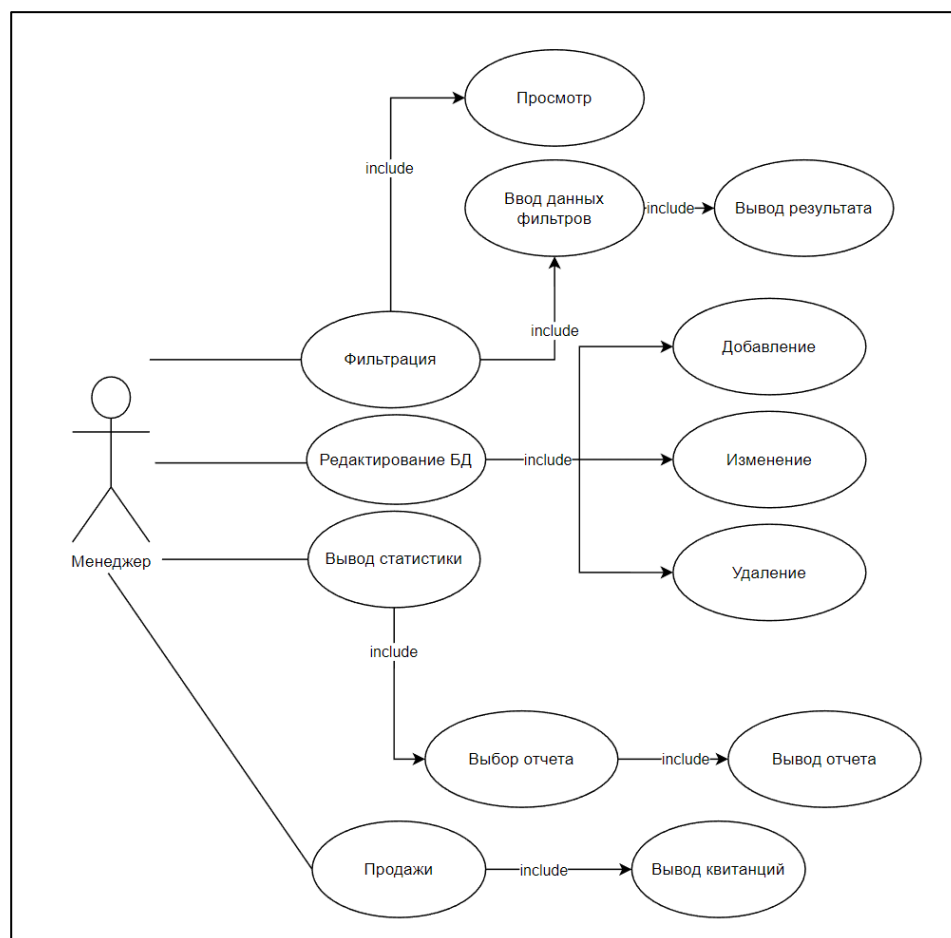 Просмотр
include
Ввод данных
фильтров
include
Вывод результата
include
Фильтрация
Добавление
Редактирование БД
include
Изменение
Вывод статистики
Менеджер
Удаление
include
Выбор отчета
include
Вывод отчета
Продажи
include
Вывод квитанций